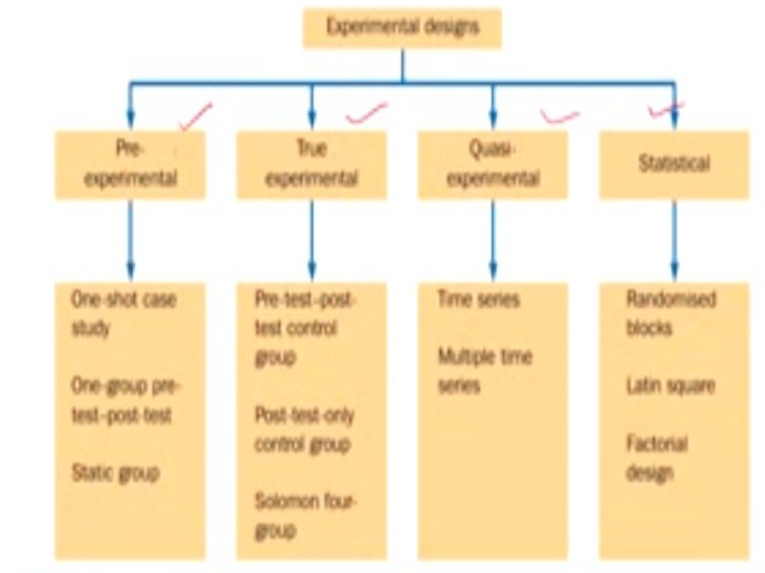 Experimental designs
Pre-
experimental
True
experimental
Quasi-
experimental
Statistical
One-shot case
study
One-group pre-
test-post-test
Static group
Pre-test-post-
test control
group
Post-test-only
control group
Solomon four-
group
Time series
Multiple time
series
Randomised
blocks
Latin square
Factorial
design